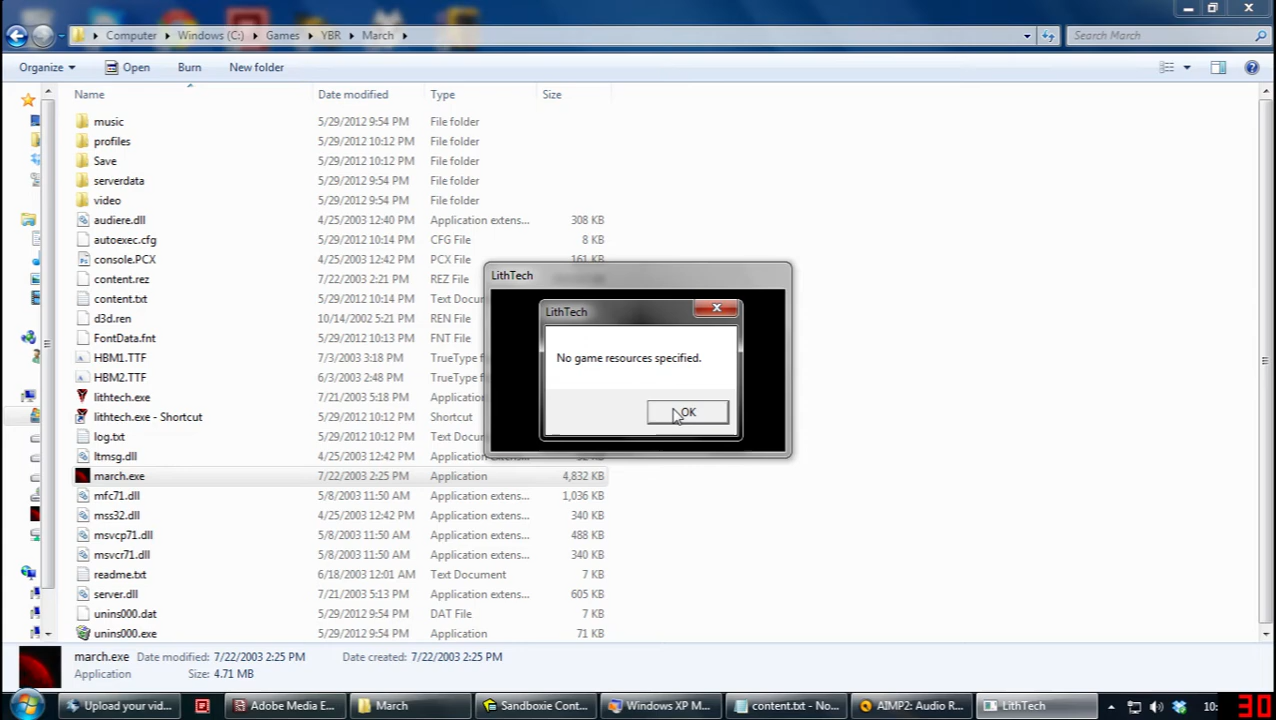 Computer Windows (C:) Games YBR March Search March
Organize Open Burn New folder
Name Date modified Type Size
music 5/29/2012 9:54 PM File folder
profiles 5/29/2012 10:12 PM File folder
Save 5/29/2012 10:12 PM File folder
serverdata 5/29/2012 9:54 PM File folder
video 5/29/2012 9:54 PM File folder
audiere.dll 4/25/2003 12:40 PM Application extens... 308 KB
autoexec.cfg 5/29/2012 10:14 PM CFG File 8 KB
console.PCX 4/25/2003 12:42 PM PCX File 161 KB
content.rez 7/22/2003 2:21 PM REZ File
content.txt 5/29/2012 10:12 PM Text Docum
d3d.ren 10/14/2002 5:21 PM REN File
FontData.fnt 5/29/2012 10:13 PM FNT File
HBM1.TTF 7/3/2003 3:18 PM TrueType f
HBM2.TTF 6/3/2003 2:48 PM TrueType f
lithtech.exe 7/21/2003 5:18 PM Application
lithtech.exe - Shortcut 5/29/2012 10:12 PM Shortcut
log.txt 5/29/2012 10:12 PM Text Docum
ltmsg.dll 4/25/2003 12:42 PM Application extens...
march.exe 7/22/2003 2:25 PM Application 4,832 KB
mfc71.dll 5/8/2003 11:50 AM Application extens... 1,036 KB
mss32.dll 4/25/2003 12:42 PM Application extens... 340 KB
msvcp71.dll 5/8/2003 11:50 AM Application extens... 488 KB
msvcr71.dll 5/8/2003 11:50 AM Application extens... 340 KB
readme.txt 6/18/2003 12:01 AM Text Document 7 KB
server.dll 7/21/2003 5:13 PM Application extens... 605 KB
unins000.dat 5/29/2012 9:54 PM DAT File 7 KB
unins000.exe 5/29/2012 9:54 PM Application 71 KB
LithTech
LithTech
No game resources specified.
OK
march.exe Date modified: 7/22/2003 2:25 PM Date created: 7/22/2003 2:25 PM
Application Size: 4.71 MB
Upload your vid... Adobe Media E... March Sandboxia Cont... Windows XP M... content.txt - No... AIMP2: Audio R... LithTech 10: 30